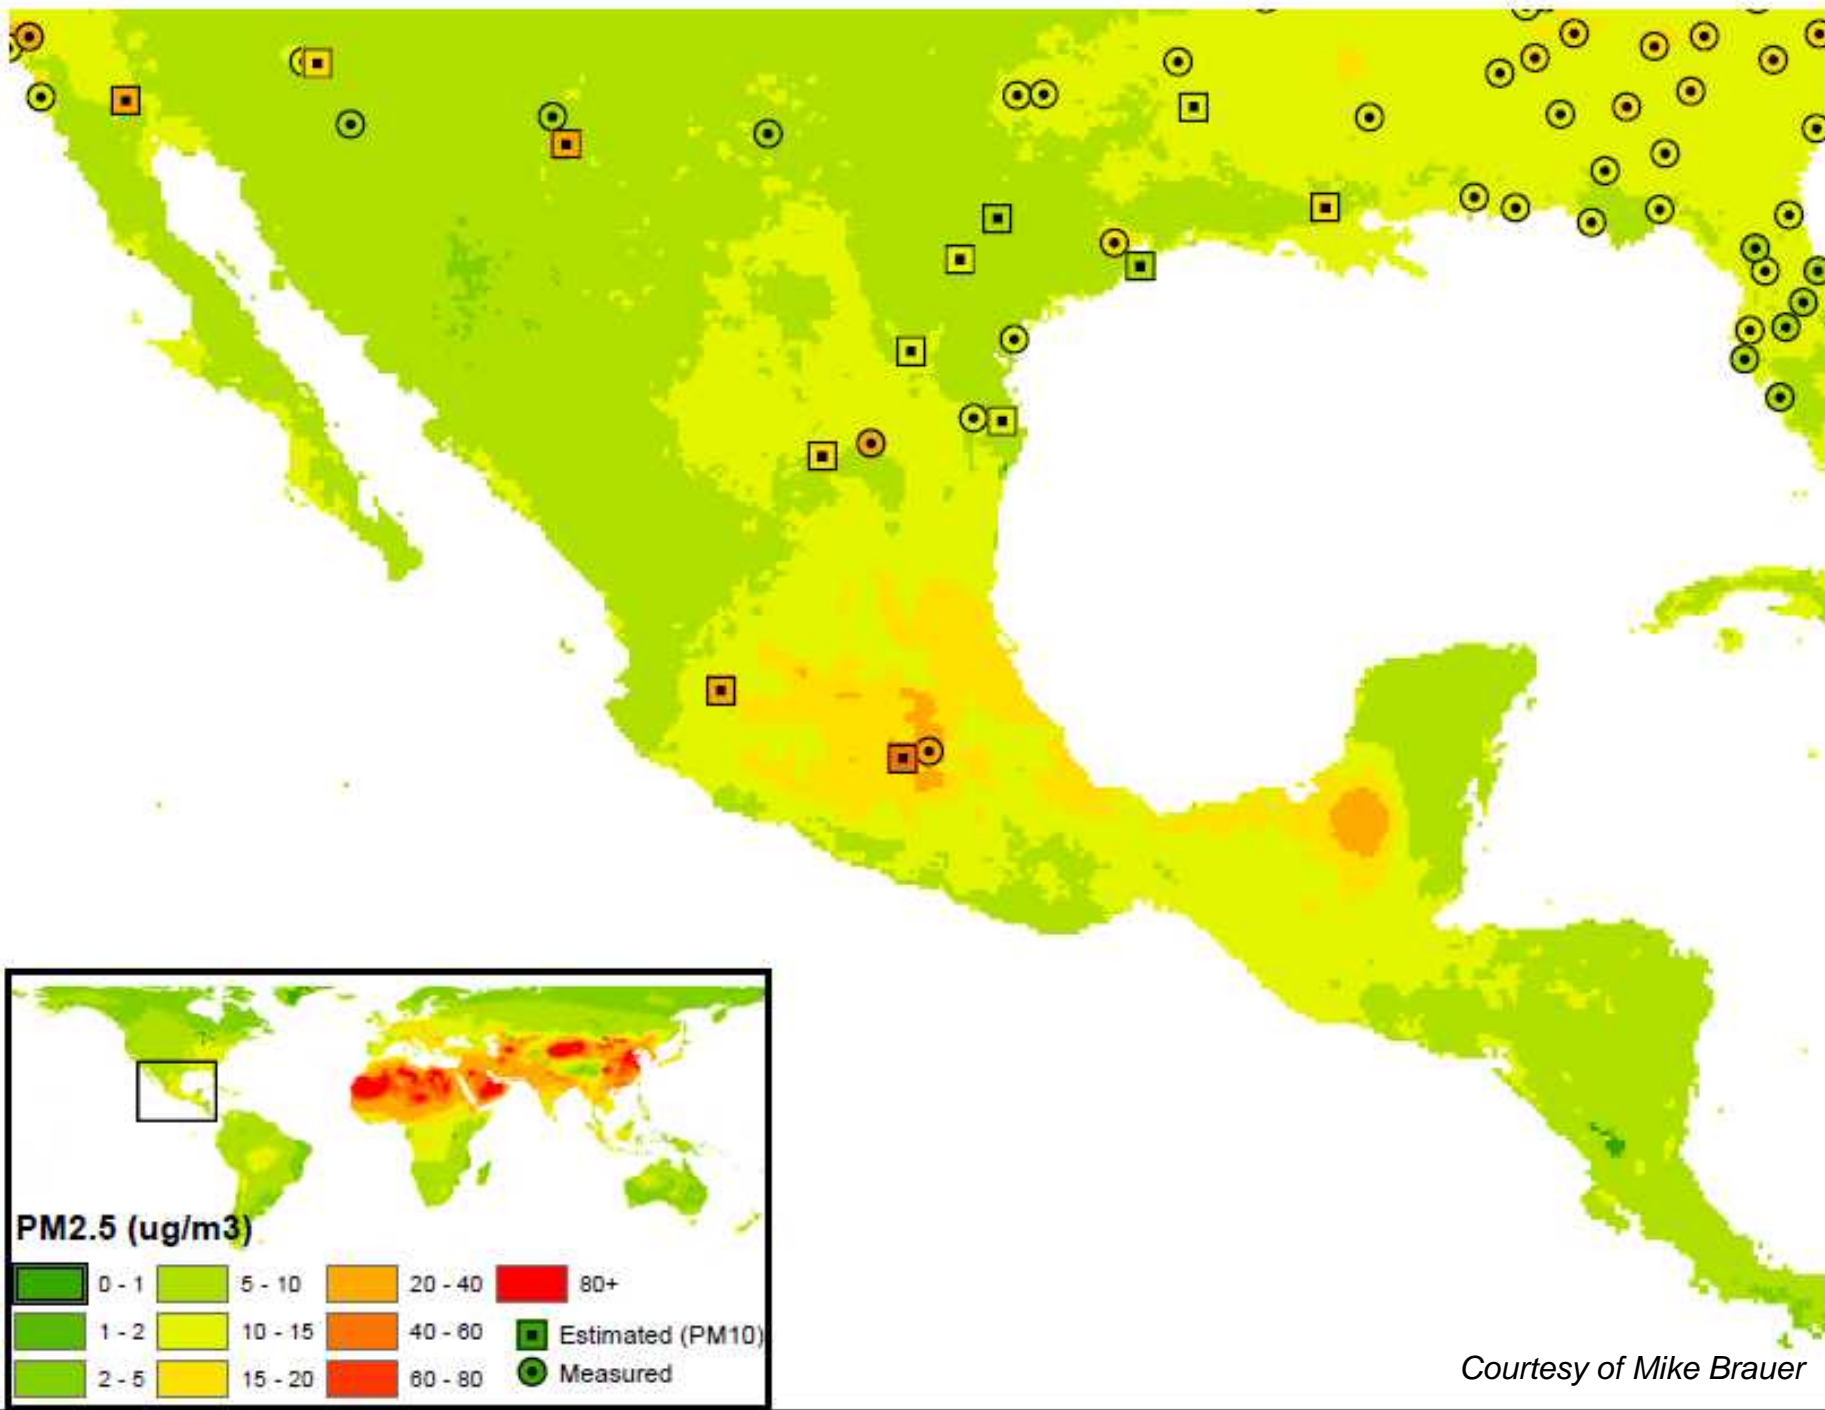 PM2.5 (ug/m3)
0 - 1
5 - 10
20 - 40
80+
1 - 2
10 - 15
40 - 60
Estimated (PM10)
2 - 5
15 - 20
60 - 80
Measured
Courtesy of Mike Brauer